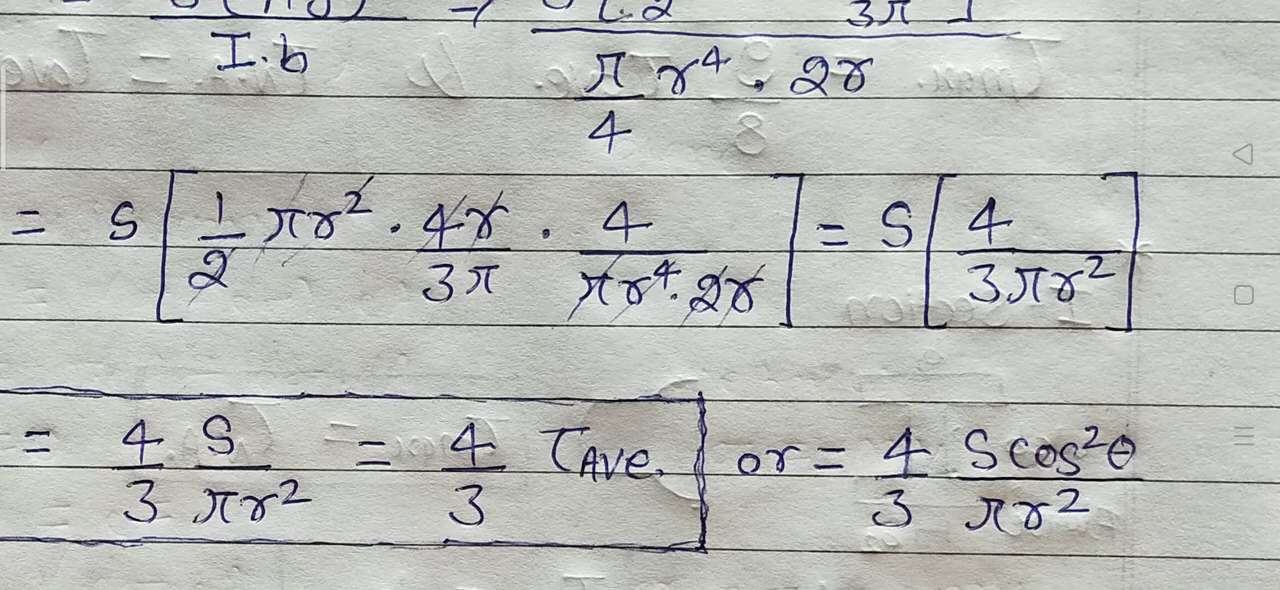 I.b
3π ]
π/4 r⁴ · 2r
= S [ 1/2 πr² · 4r/3π · 4/πr⁴·2r ] = S [ 4/3πr² ]
= 4/3 S/πr² = 4/3 τAve. or = 4/3 S cos²θ/πr²